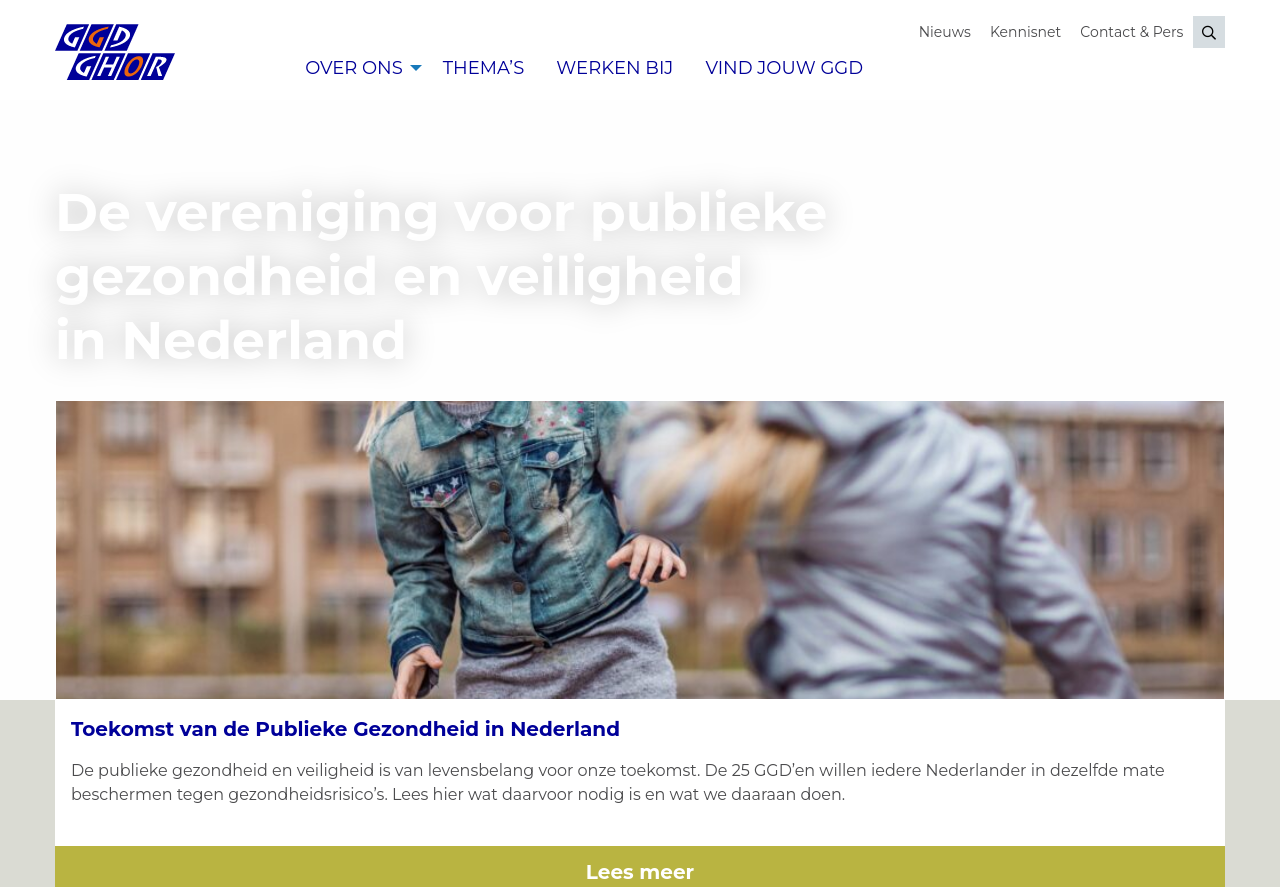 GGD
GHOR
Nieuws
Kennisnet
Contact & Pers
OVER ONS
THEMA’S
WERKEN BIJ
VIND JOUW GGD
De vereniging voor publieke
gezondheid en veiligheid
in Nederland
Toekomst van de Publieke Gezondheid in Nederland
De publieke gezondheid en veiligheid is van levensbelang voor onze toekomst. De 25 GGD’en willen iedere Nederlander in dezelfde mate
beschermen tegen gezondheidsrisico’s. Lees hier wat daarvoor nodig is en wat we daaraan doen.
Lees meer